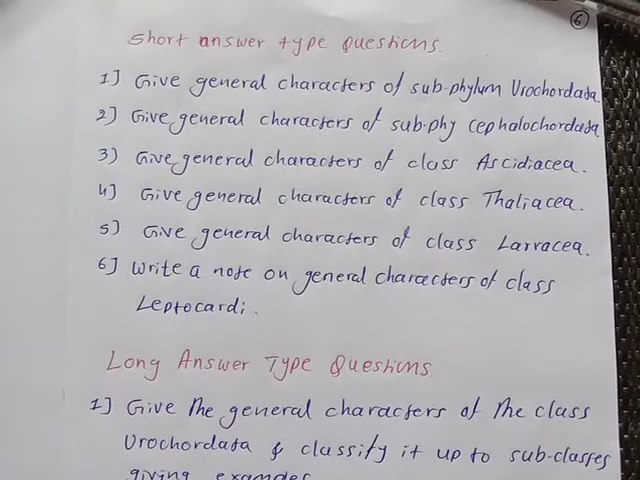 6
Short answer type Questions
1] Give general characters of sub-phylum Urochordata
2] Give general characters of sub-phy cephalochordata
3) Give general characters of class Ascidiacea.
4] Give general characters of class Thaliacea.
5) Give general characters of class Larvacea.
6] Write a note on general characters of class
Leptocardi.
Long Answer Type Questions
1] Give The general characters of The class
Urochordata & classify it up to sub-classes
giving examples